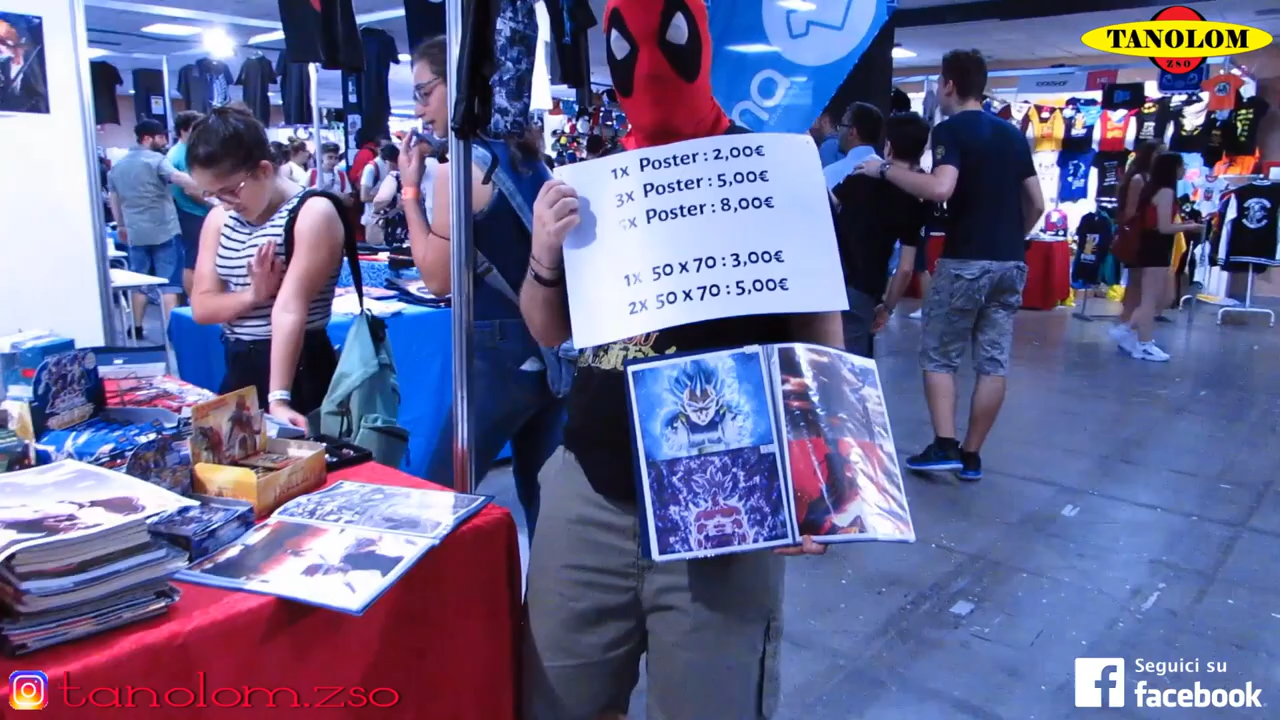 TANOLOM
ZSO
1x Poster : 2,00€
3x Poster : 5,00€
5x Poster : 8,00€
1x 50 x 70 : 3,00€
2x 50 x 70 : 5,00€
tanolom.zso
Seguici su
facebook